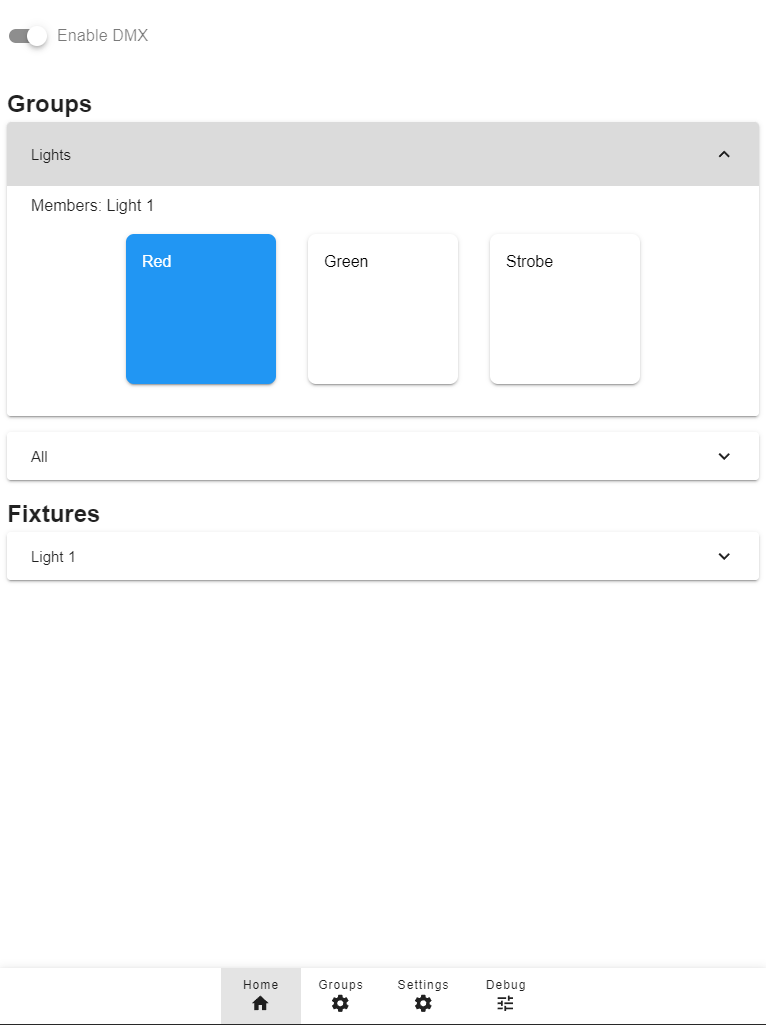 Enable DMX
Groups
Lights
Members: Light 1
Red Green Strobe
All
Fixtures
Light 1
Home Groups Settings Debug